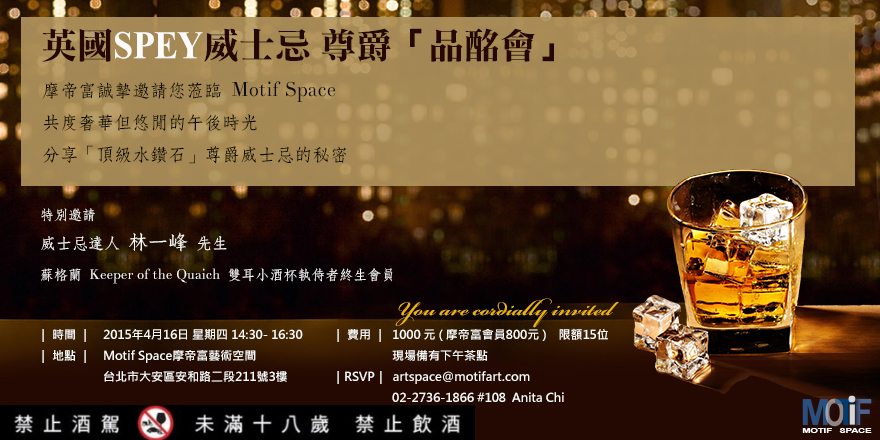 英國SPEY威士忌 尊爵「品酩會」
摩帝富誠摯邀請您蒞臨 Motif Space
共度奢華但悠閒的午後時光
分享「頂級水鑽石」尊爵威士忌的秘密
特別邀請
威士忌達人 林一峰 先生
蘇格蘭 Keeper of the Quaich 雙耳小酒杯執侍者終生會員
You are cordially invited
| 時間 | 2015年4月16日 星期四 14:30- 16:30
| 地點 | Motif Space摩帝富藝術空間
台北市大安區安和路二段211號3樓
| 費用 | 1000 元 ( 摩帝富會員800元 ) 限額15位
現場備有下午茶點
| RSVP | artspace@motifart.com
02-2736-1866 #108 Anita Chi
禁止酒駕 未滿十八歲 禁止飲酒
MOTiF
MOTIF SPACE